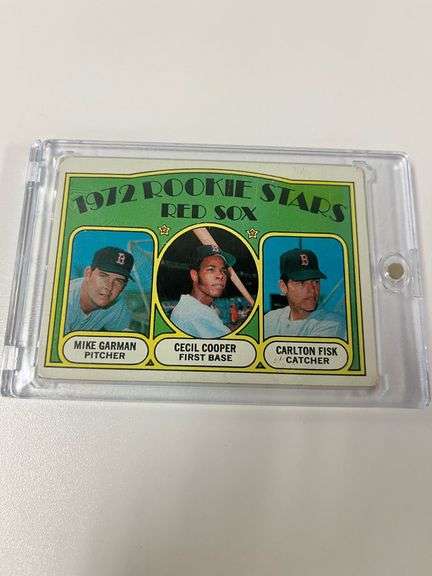 1972 ROOKIE STARS
RED SOX
B
B
MIKE GARMAN
PITCHER
CECIL COOPER
FIRST BASE
CARLTON FISK
CATCHER